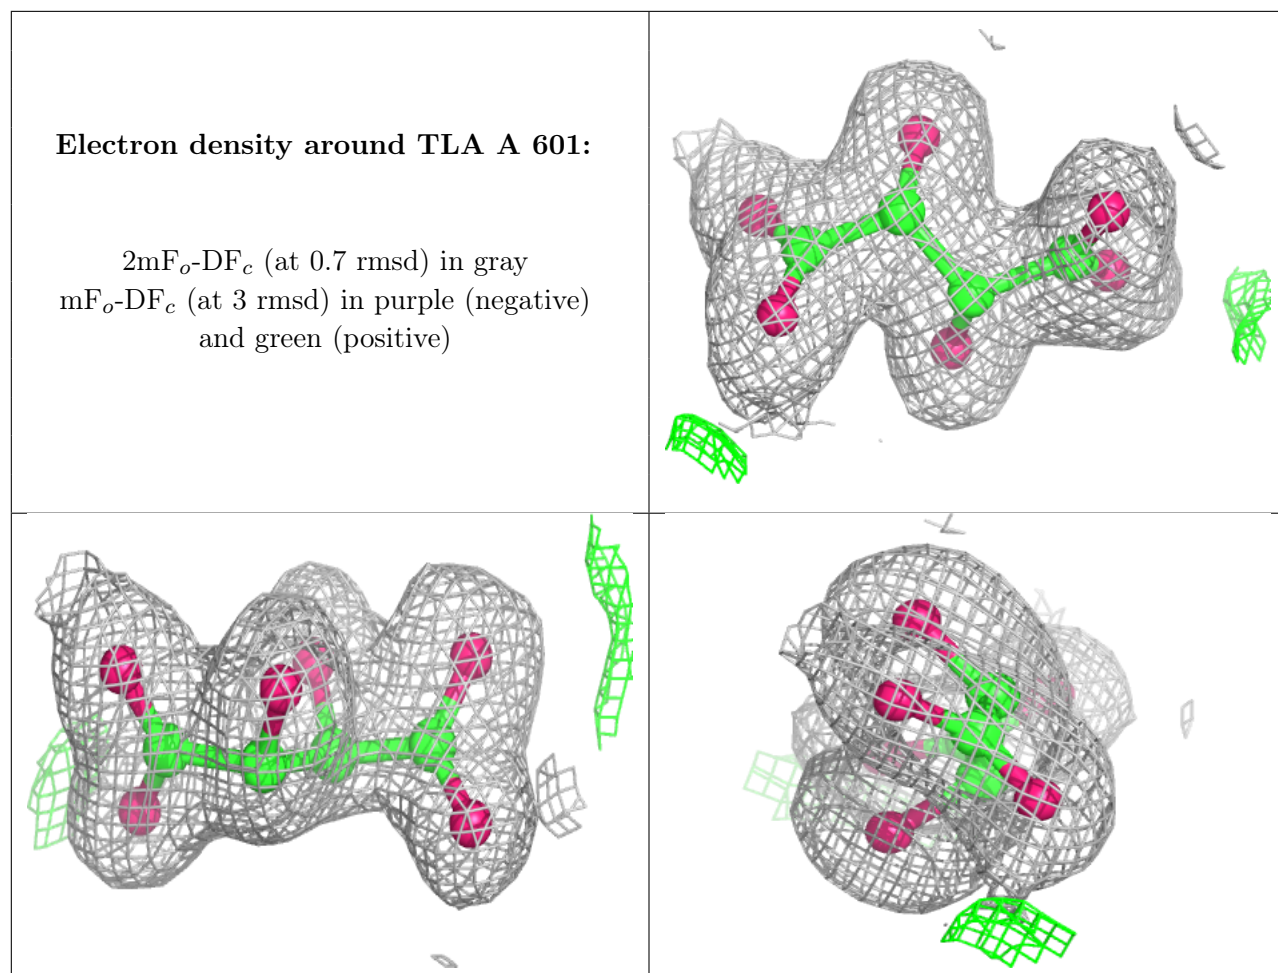 Electron density around TLA A 601:
2mFo-DFc (at 0.7 rmsd) in gray
mFo-DFc (at 3 rmsd) in purple (negative)
and green (positive)